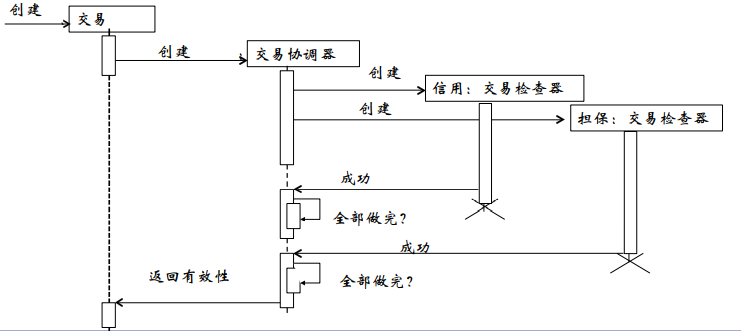 创建
交易
创建
交易协调器
创建
信用：交易检查器
创建
担保：交易检查器
成功
全部做完？
成功
全部做完？
返回有效性